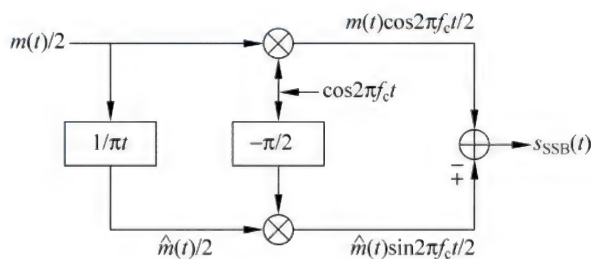 m(t)/2
m(t)cos2πf_ct/2
cos2πf_ct
1/πt
−π/2
∓
s_SSB(t)
m̂(t)/2
m̂(t)sin2πf_ct/2